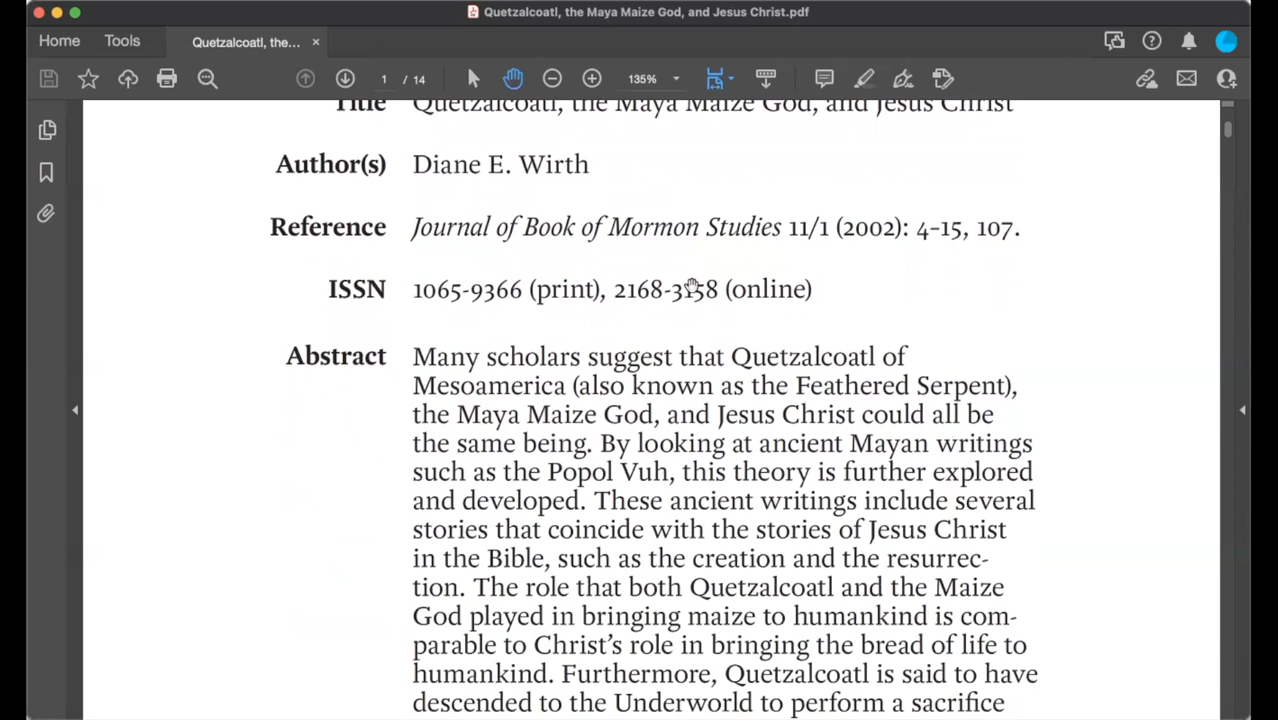 Quetzalcoatl, the Maya Maize God, and Jesus Christ.pdf
Home Tools Quetzalcoatl, the... ×
1 / 14 135%
Title Quetzalcoatl, the Maya Maize God, and Jesus Christ
Author(s) Diane E. Wirth
Reference Journal of Book of Mormon Studies 11/1 (2002): 4–15, 107.
ISSN 1065-9366 (print), 2168-3158 (online)
Abstract Many scholars suggest that Quetzalcoatl of
Mesoamerica (also known as the Feathered Serpent),
the Maya Maize God, and Jesus Christ could all be
the same being. By looking at ancient Mayan writings
such as the Popol Vuh, this theory is further explored
and developed. These ancient writings include several
stories that coincide with the stories of Jesus Christ
in the Bible, such as the creation and the resurrec-
tion. The role that both Quetzalcoatl and the Maize
God played in bringing maize to humankind is com-
parable to Christ's role in bringing the bread of life to
humankind. Furthermore, Quetzalcoatl is said to have
descended to the Underworld to perform a sacrifice